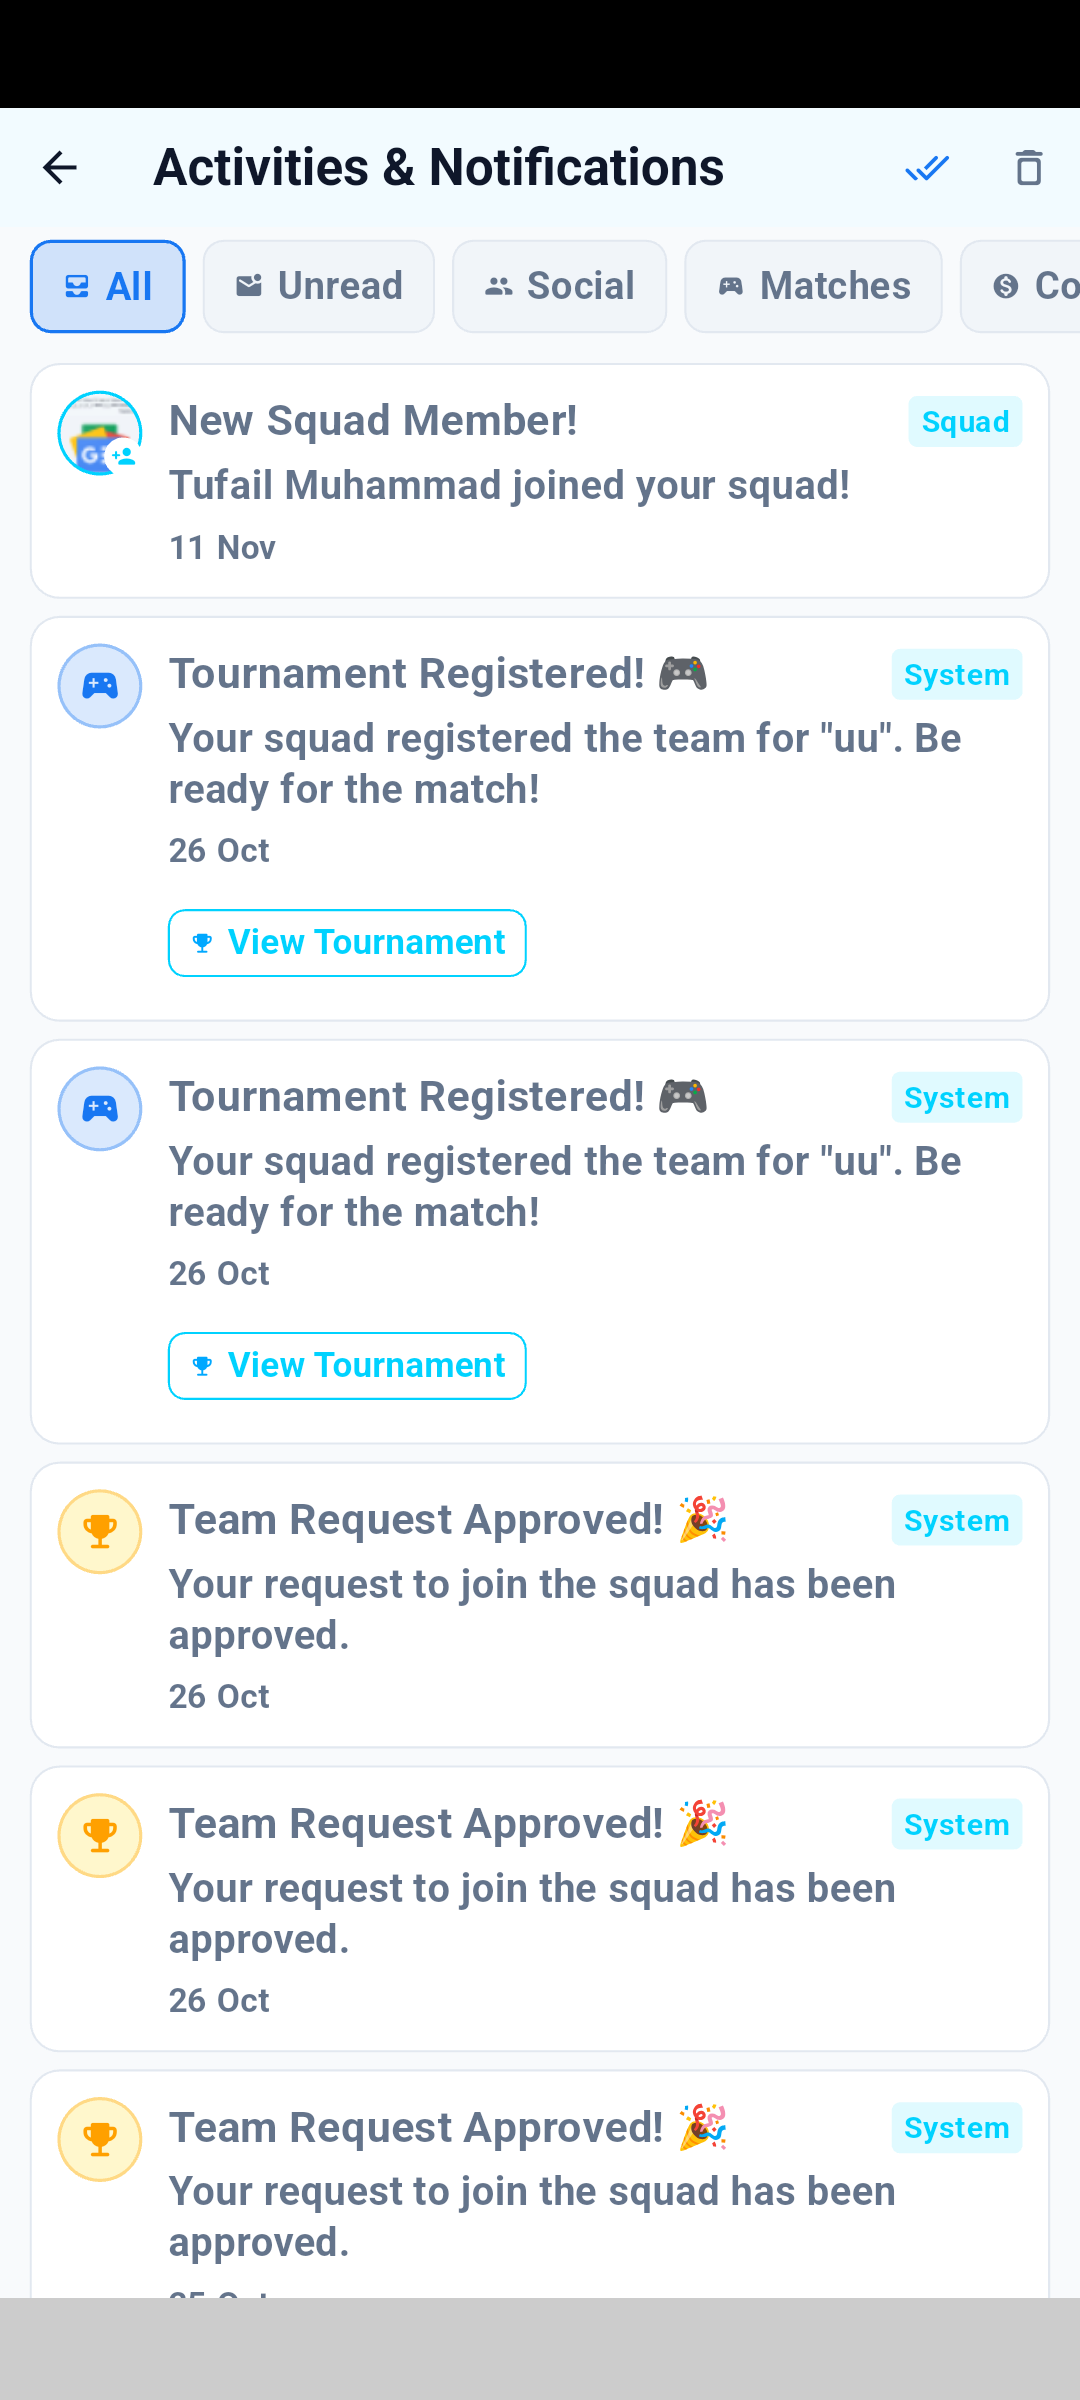 Activities & Notifications
All
Unread
Social
Matches
Co
New Squad Member!
Squad
Tufail Muhammad joined your squad!
11 Nov
Tournament Registered! 🎮
System
Your squad registered the team for "uu". Be
ready for the match!
26 Oct
View Tournament
Tournament Registered! 🎮
System
Your squad registered the team for "uu". Be
ready for the match!
26 Oct
View Tournament
Team Request Approved! 🎉
System
Your request to join the squad has been
approved.
26 Oct
Team Request Approved! 🎉
System
Your request to join the squad has been
approved.
26 Oct
Team Request Approved! 🎉
System
Your request to join the squad has been
approved.